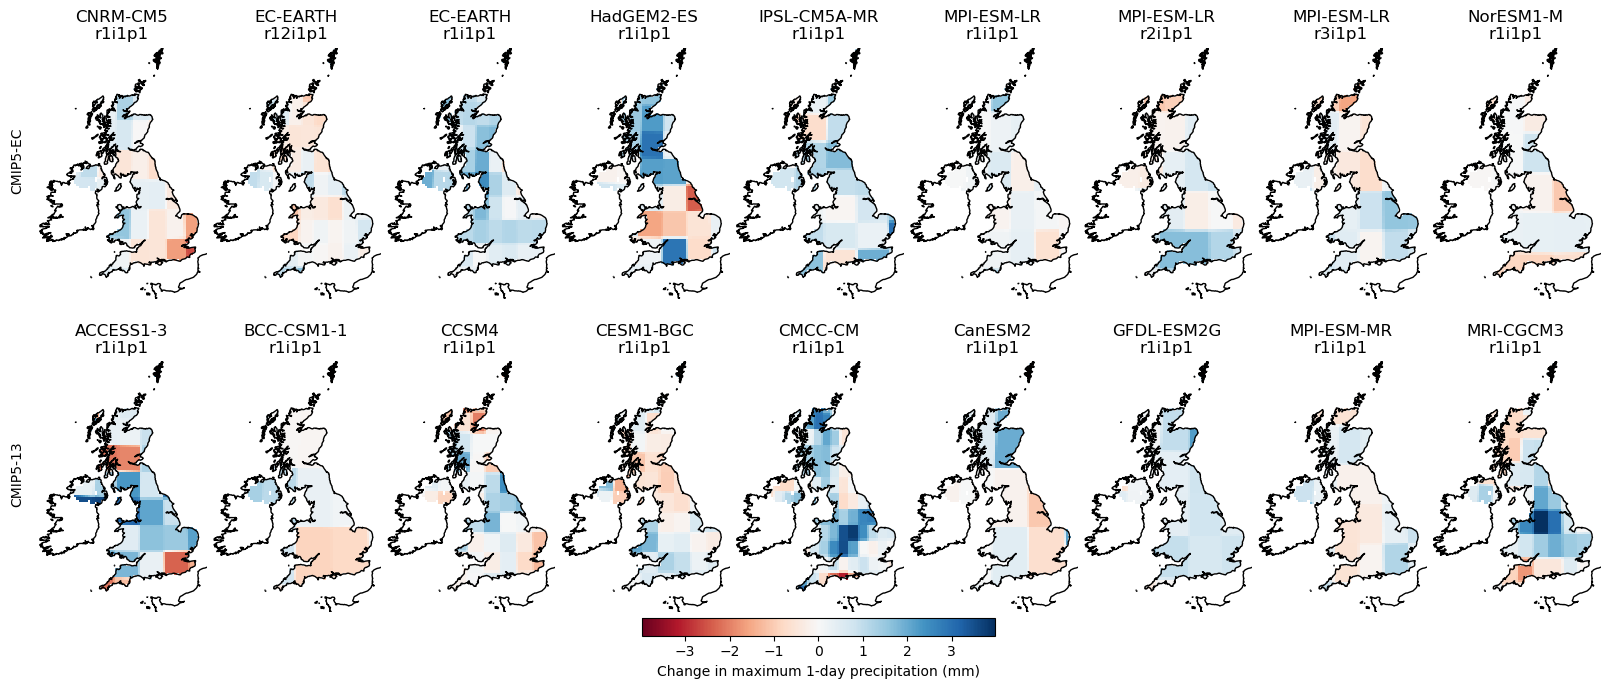 CNRM-CM5
r1i1p1
EC-EARTH
r12i1p1
EC-EARTH
r1i1p1
HadGEM2-ES
r1i1p1
IPSL-CM5A-MR
r1i1p1
MPI-ESM-LR
r1i1p1
MPI-ESM-LR
r2i1p1
MPI-ESM-LR
r3i1p1
NorESM1-M
r1i1p1
CMIP5-EC
ACCESS1-3
r1i1p1
BCC-CSM1-1
r1i1p1
CCSM4
r1i1p1
CESM1-BGC
r1i1p1
CMCC-CM
r1i1p1
CanESM2
r1i1p1
GFDL-ESM2G
r1i1p1
MPI-ESM-MR
r1i1p1
MRI-CGCM3
r1i1p1
CMIP5-13
−3 −2 −1 0 1 2 3
Change in maximum 1-day precipitation (mm)